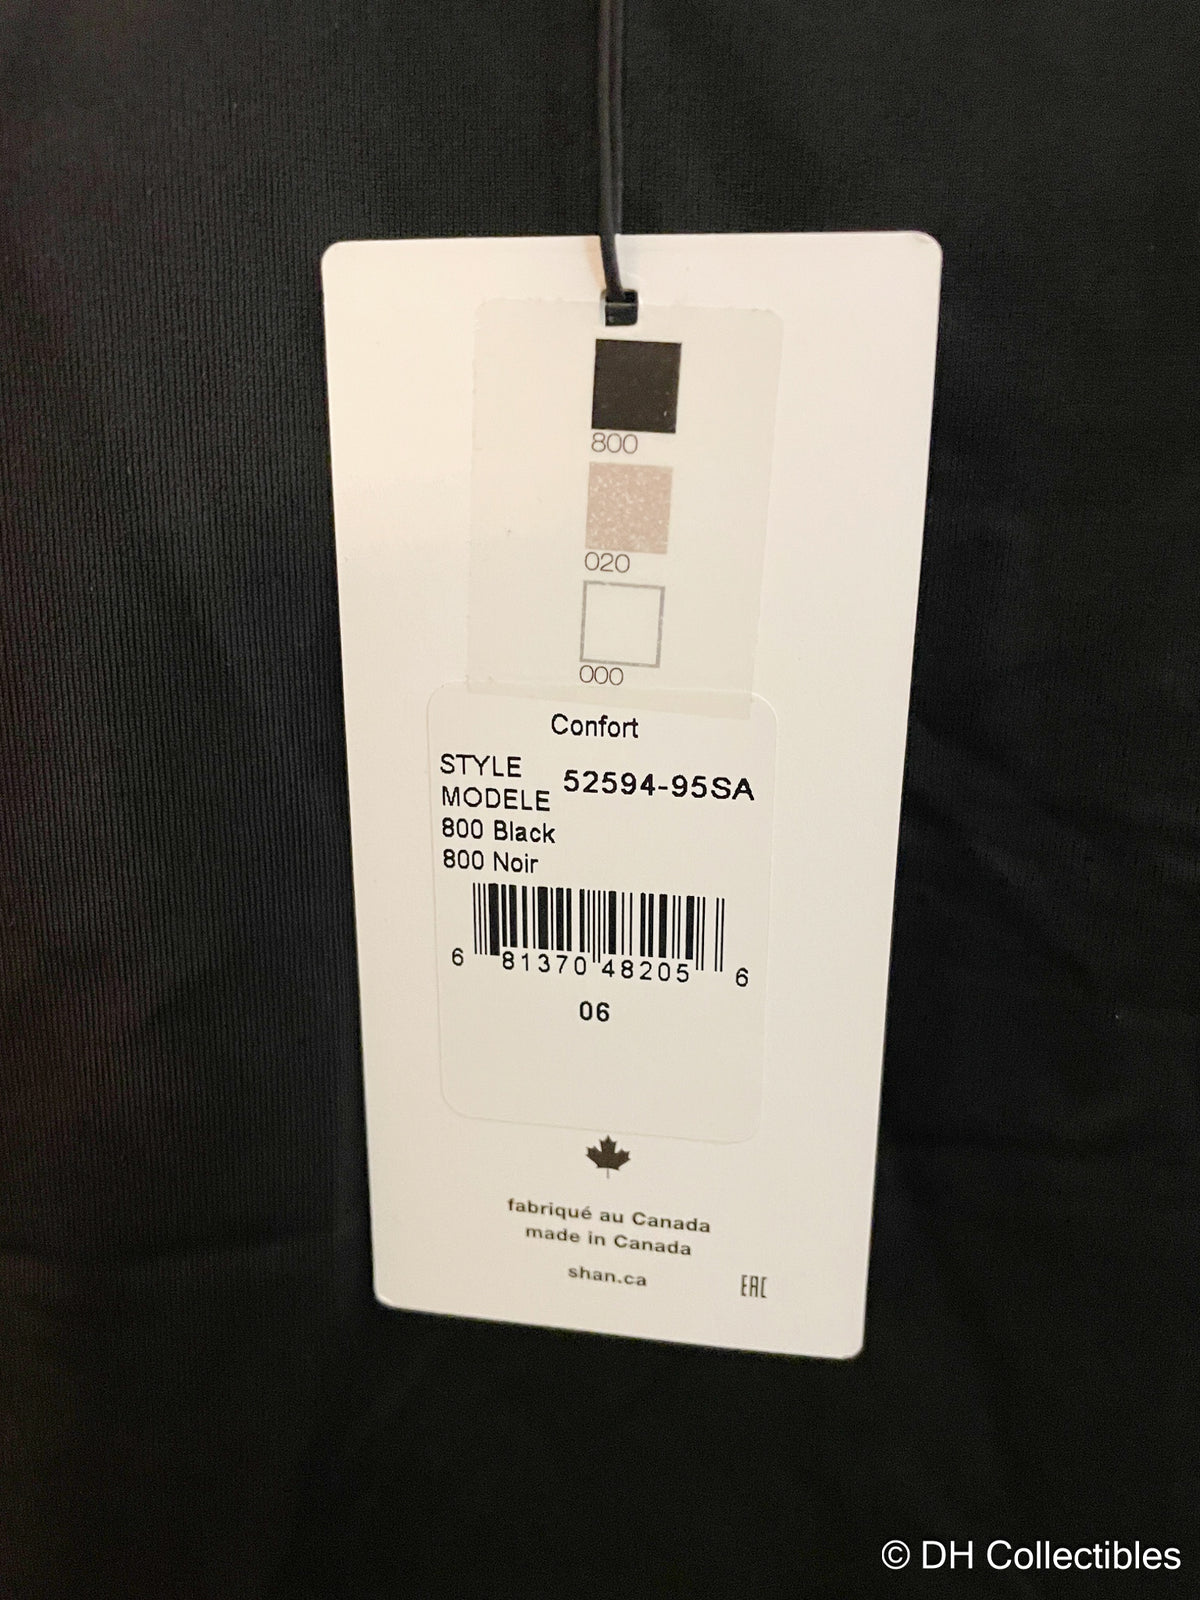 800
020
000
Confort
STYLE
MODELE
52594-95SA
800 Black
800 Noir
6 81370 48205 6
06
fabriqué au Canada
made in Canada
shan.ca
EAC
© DH Collectibles